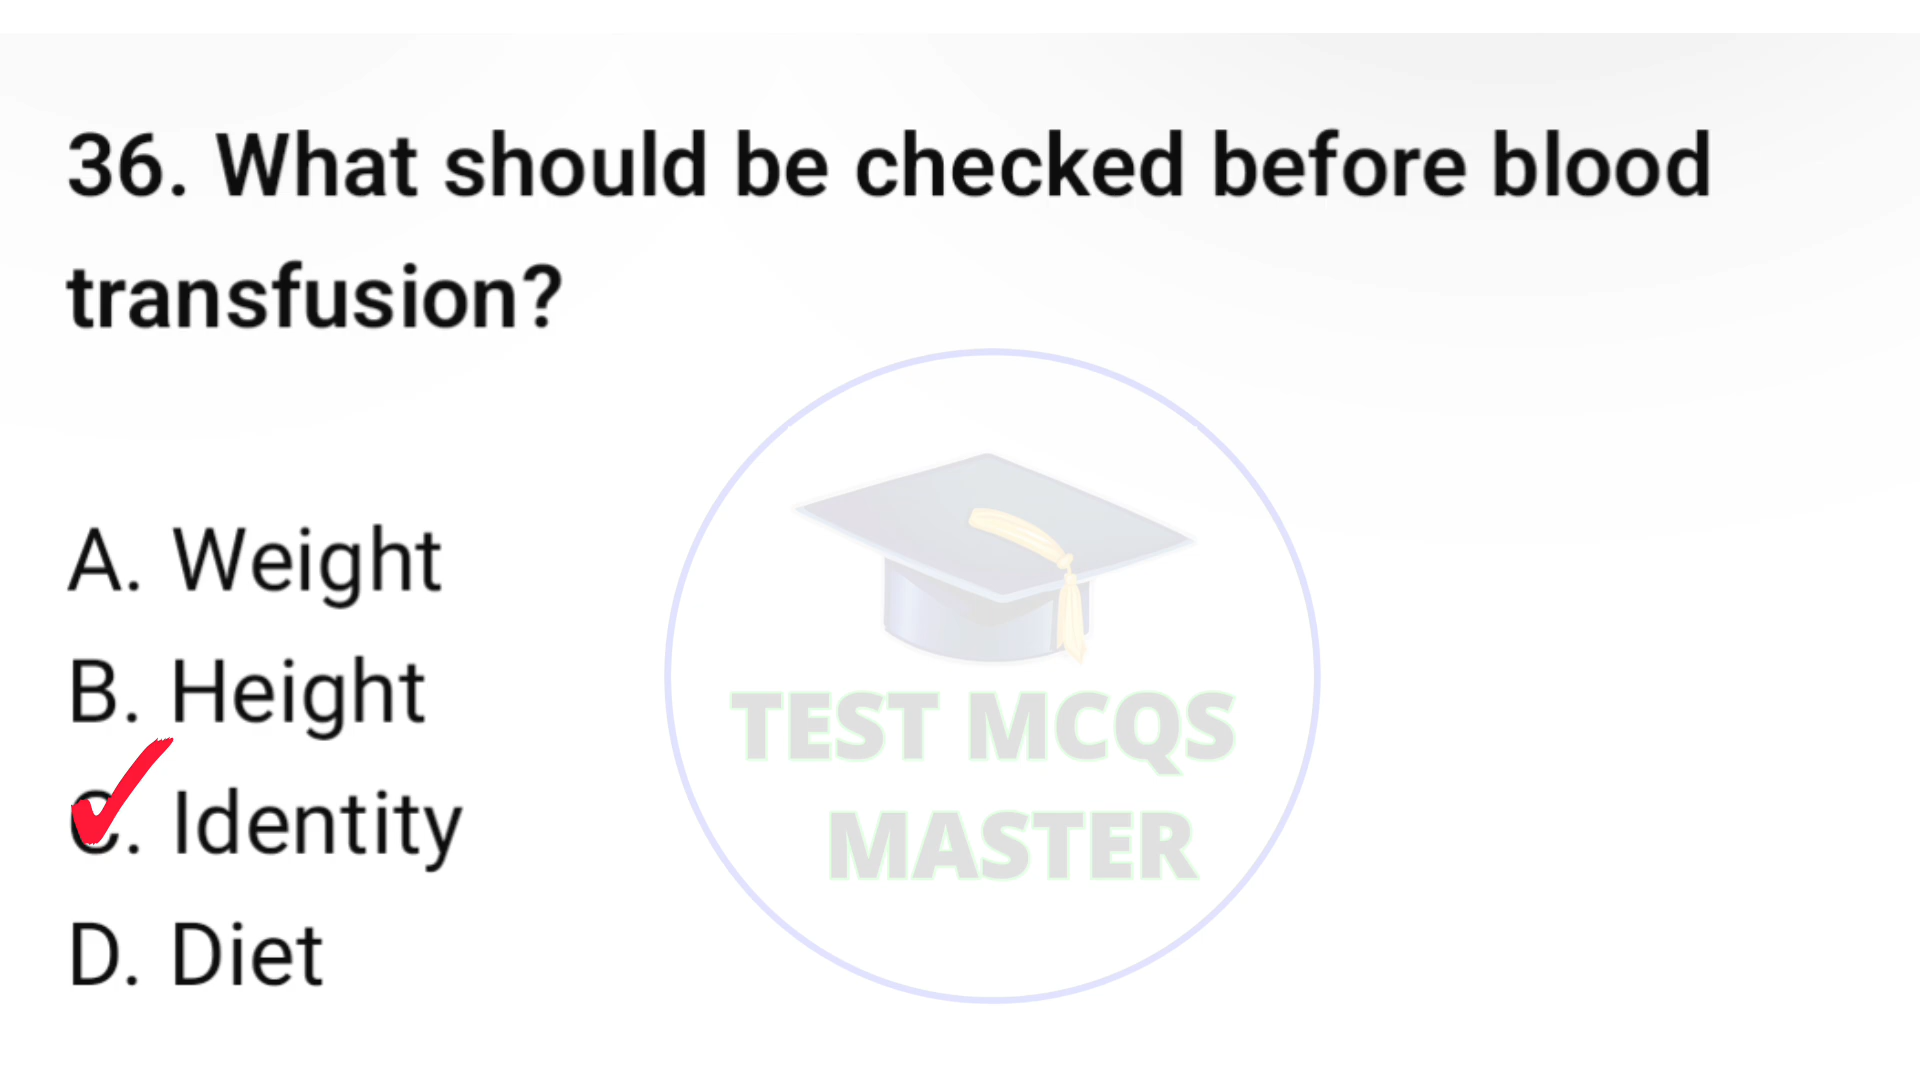 36. What should be checked before blood
transfusion?
A. Weight
B. Height
C. Identity
D. Diet
TEST MCQS
MASTER